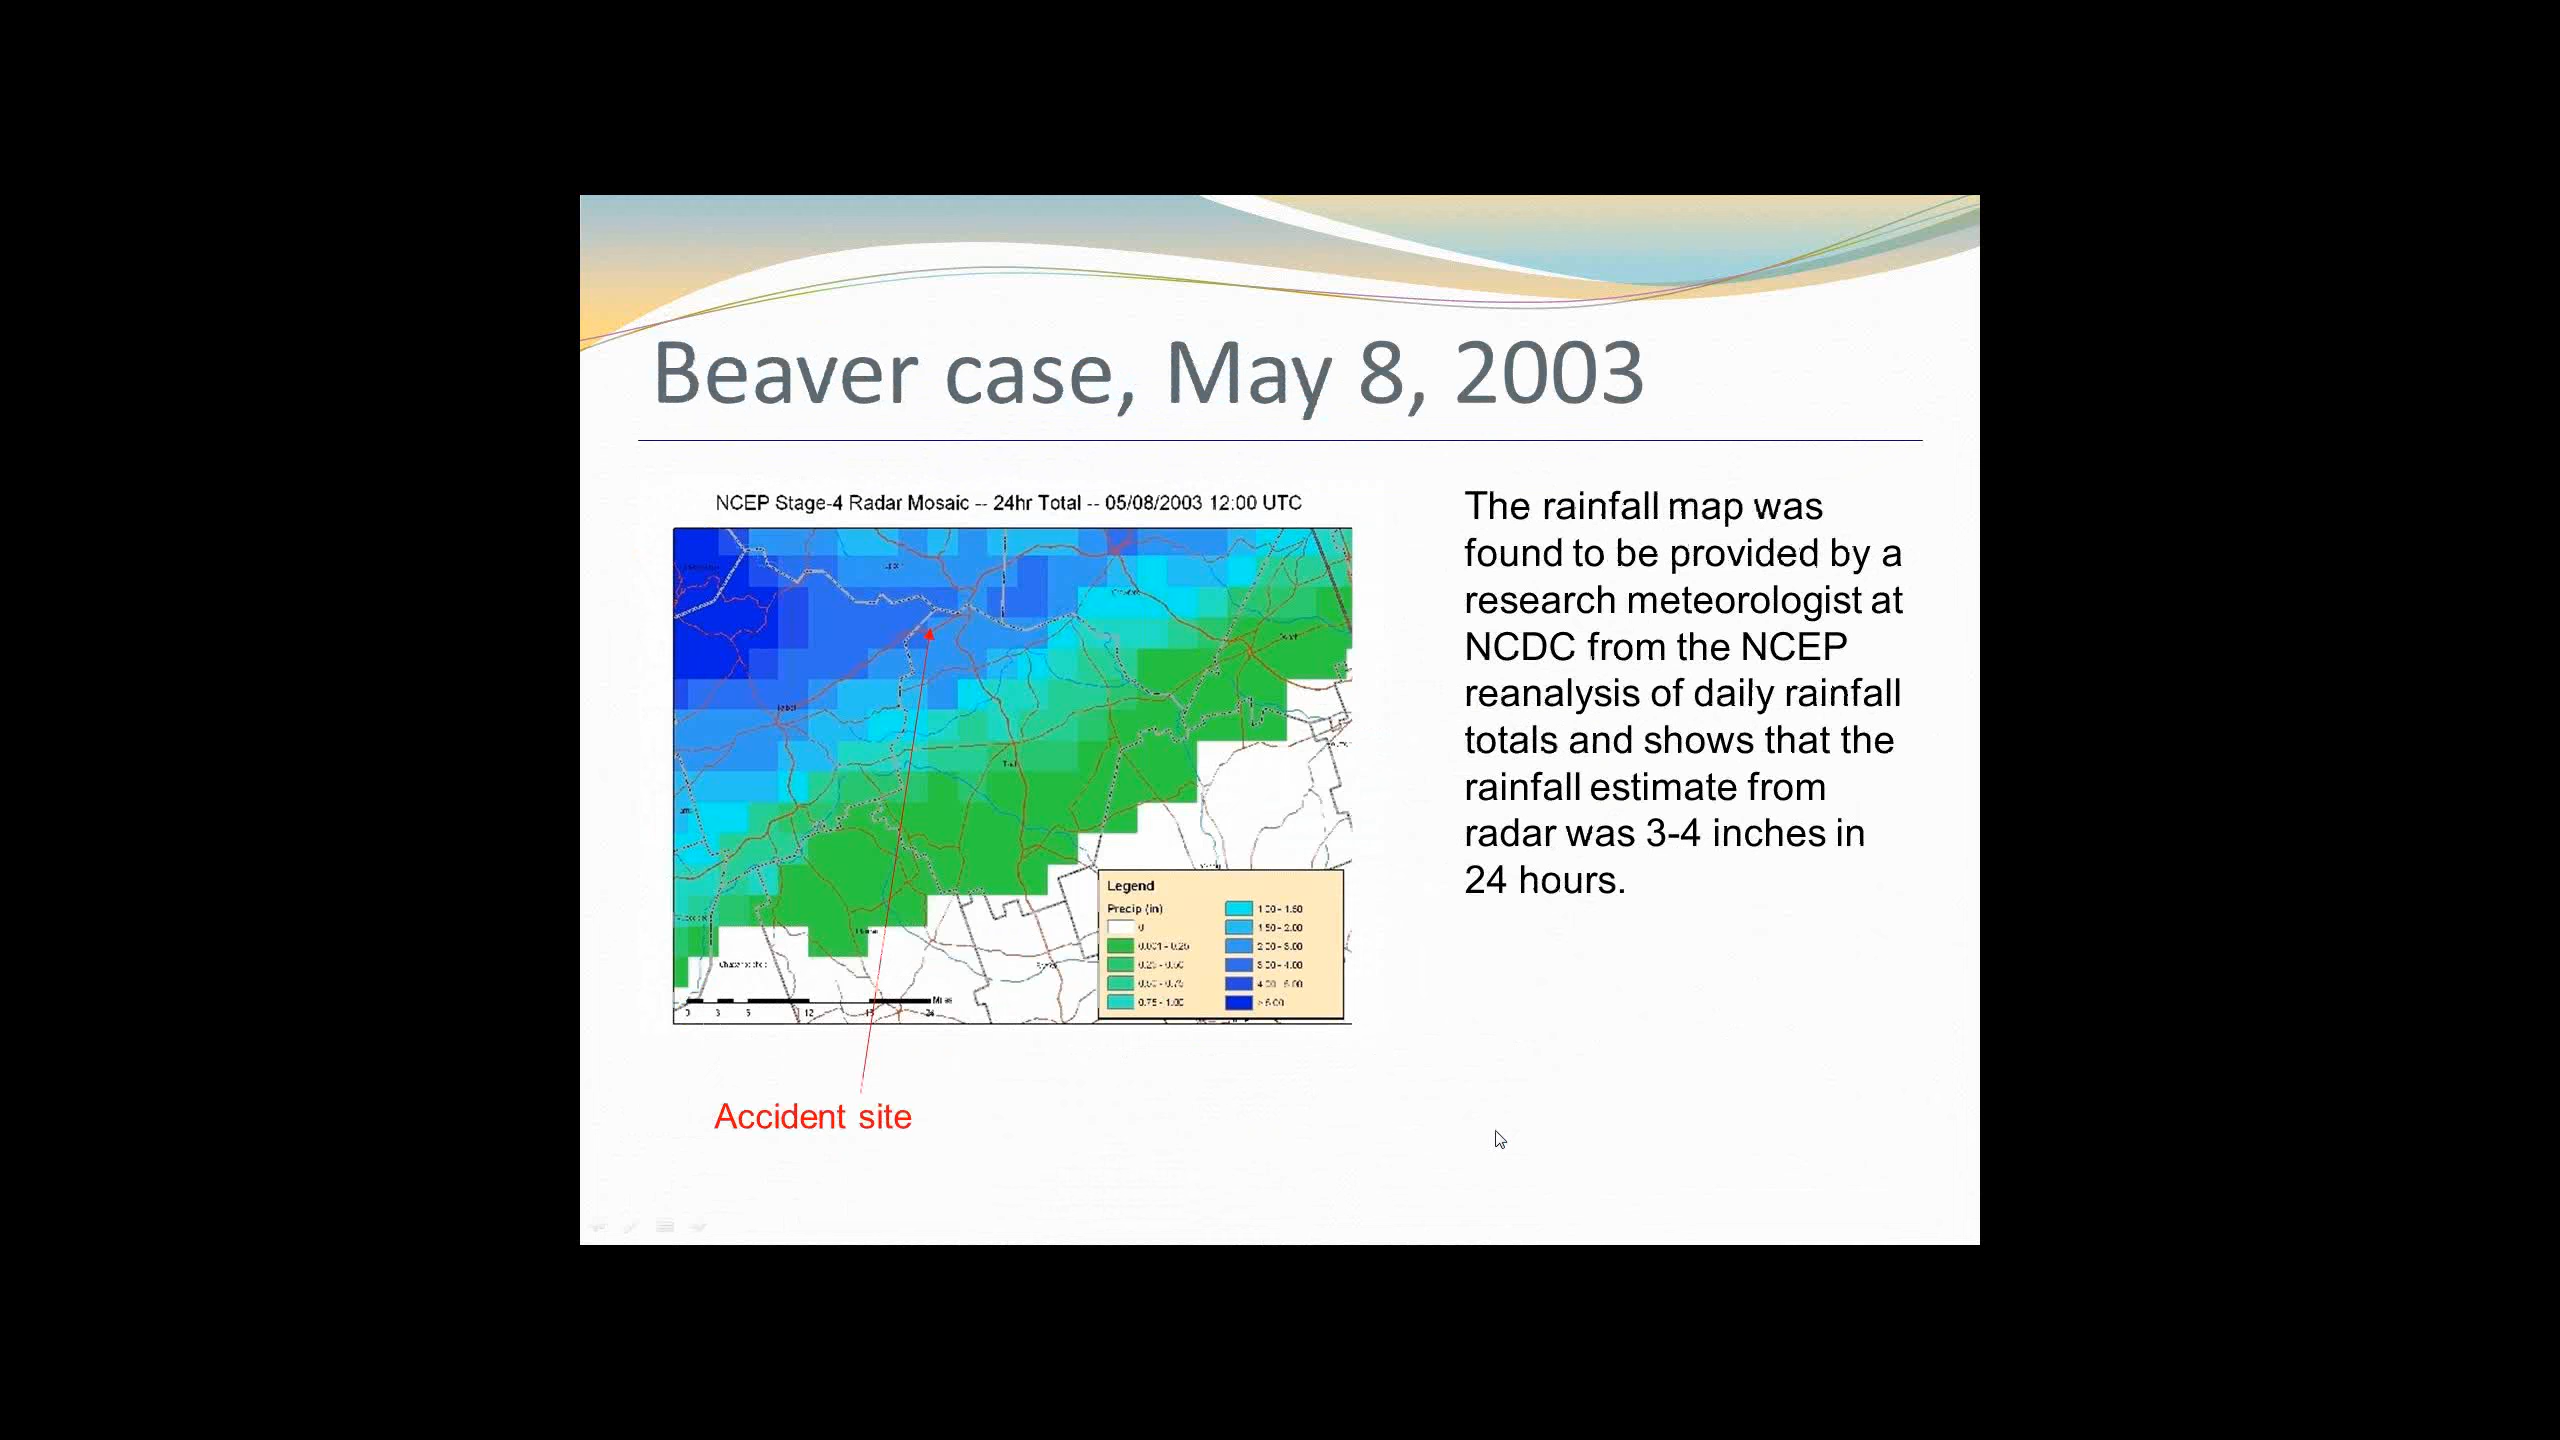 Beaver case, May 8, 2003
NCEP Stage-4 Radar Mosaic -- 24hr Total -- 05/08/2003 12:00 UTC
The rainfall map was
found to be provided by a
research meteorologist at
NCDC from the NCEP
reanalysis of daily rainfall
totals and shows that the
rainfall estimate from
radar was 3-4 inches in
24 hours.
Legend
Precip (in)
0
0.001 - 0.25
0.25 - 0.50
0.50 - 0.75
0.75 - 1.00
1.00 - 1.50
1.50 - 2.00
2.00 - 3.00
3.00 - 4.00
4.00 - 5.00
> 5.00
Miles
0 3 6 12 18 24
Accident site